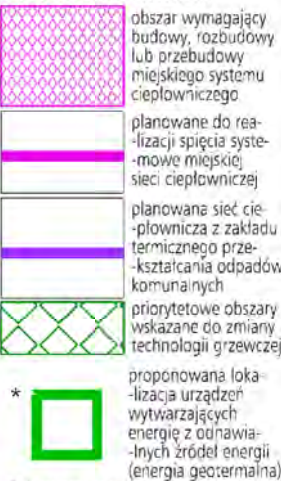 obszar wymagający
budowy, rozbudowy
lub przebudowy
miejskiego systemu
ciepłowniczego
planowane do rea-
-lizacji spięcia syste-
-mowe miejskiej
sieci ciepłowniczej
planowana sieć cie-
-płownicza z zakładu
termicznego prze-
-kształcania odpadów
komunalnych
priorytetowe obszary
wskazane do zmiany
technologii grzewczej
*
proponowana loka-
-lizacja urządzeń
wytwarzających
energię z odnawia-
-lnych źródeł energii
(energia geotermalna)